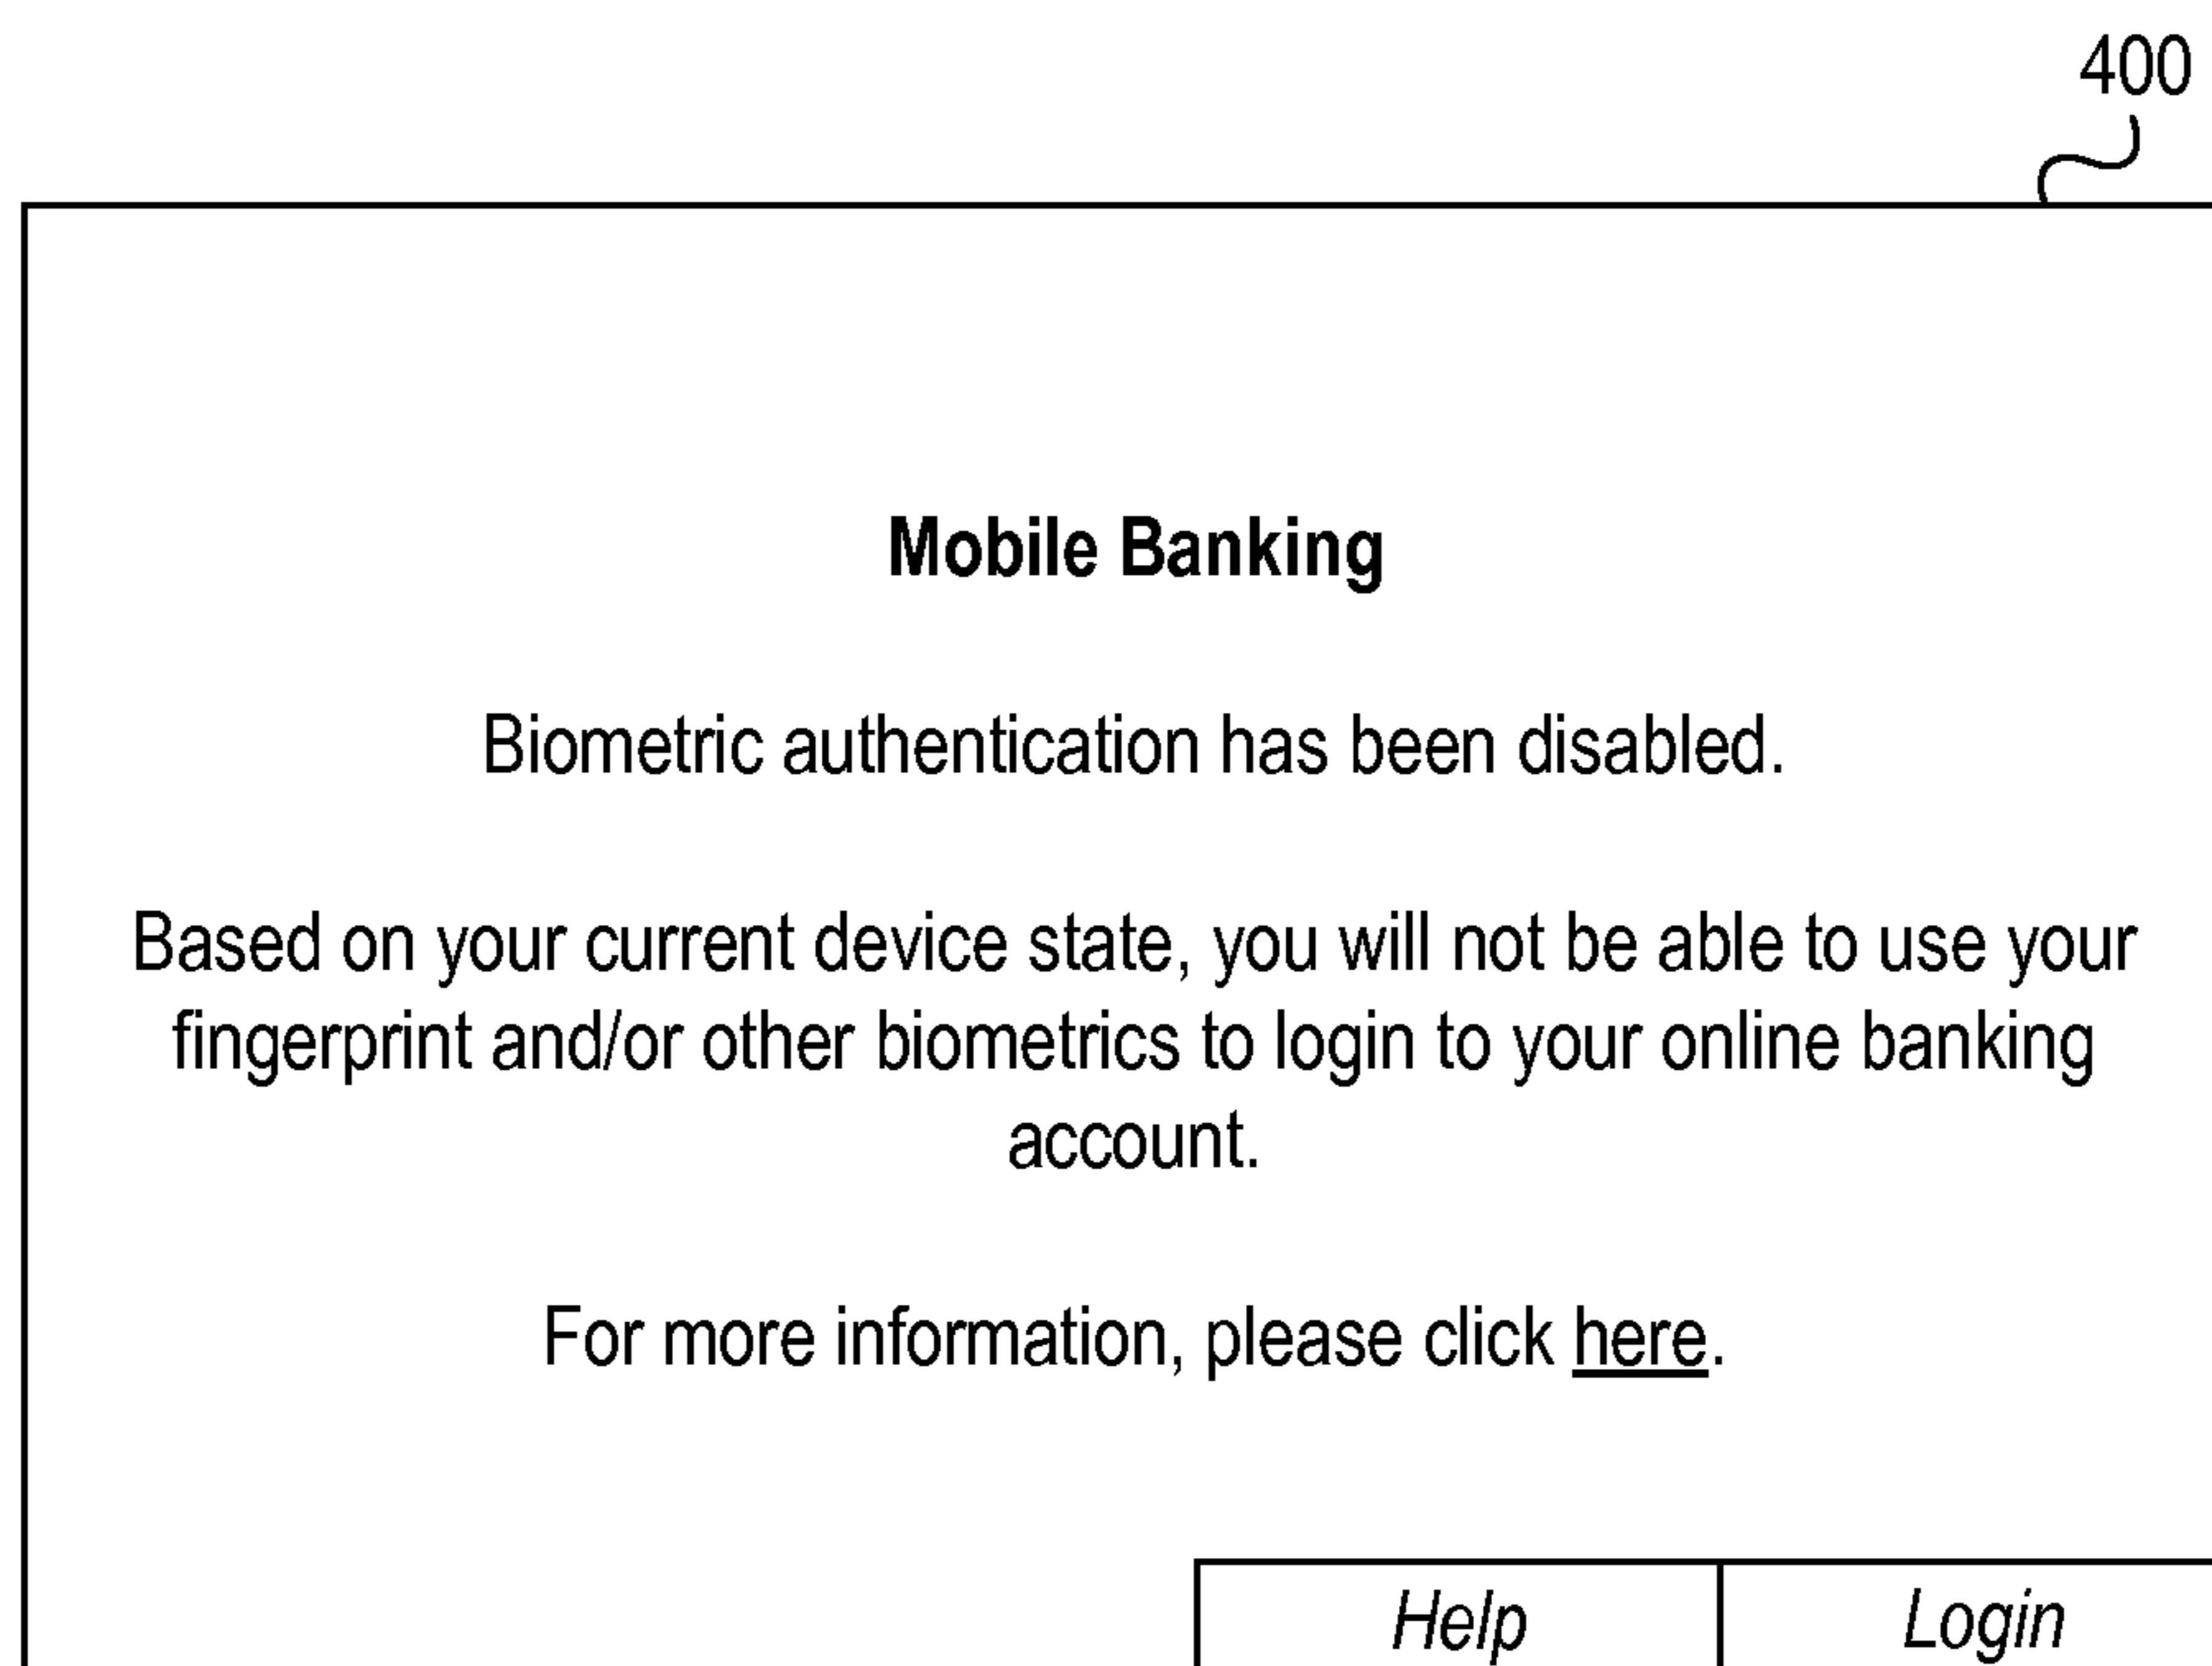 400
Mobile Banking
Biometric authentication has been disabled.
Based on your current device state, you will not be able to use your
fingerprint and/or other biometrics to login to your online banking
account.
For more information, please click here.
Help Login